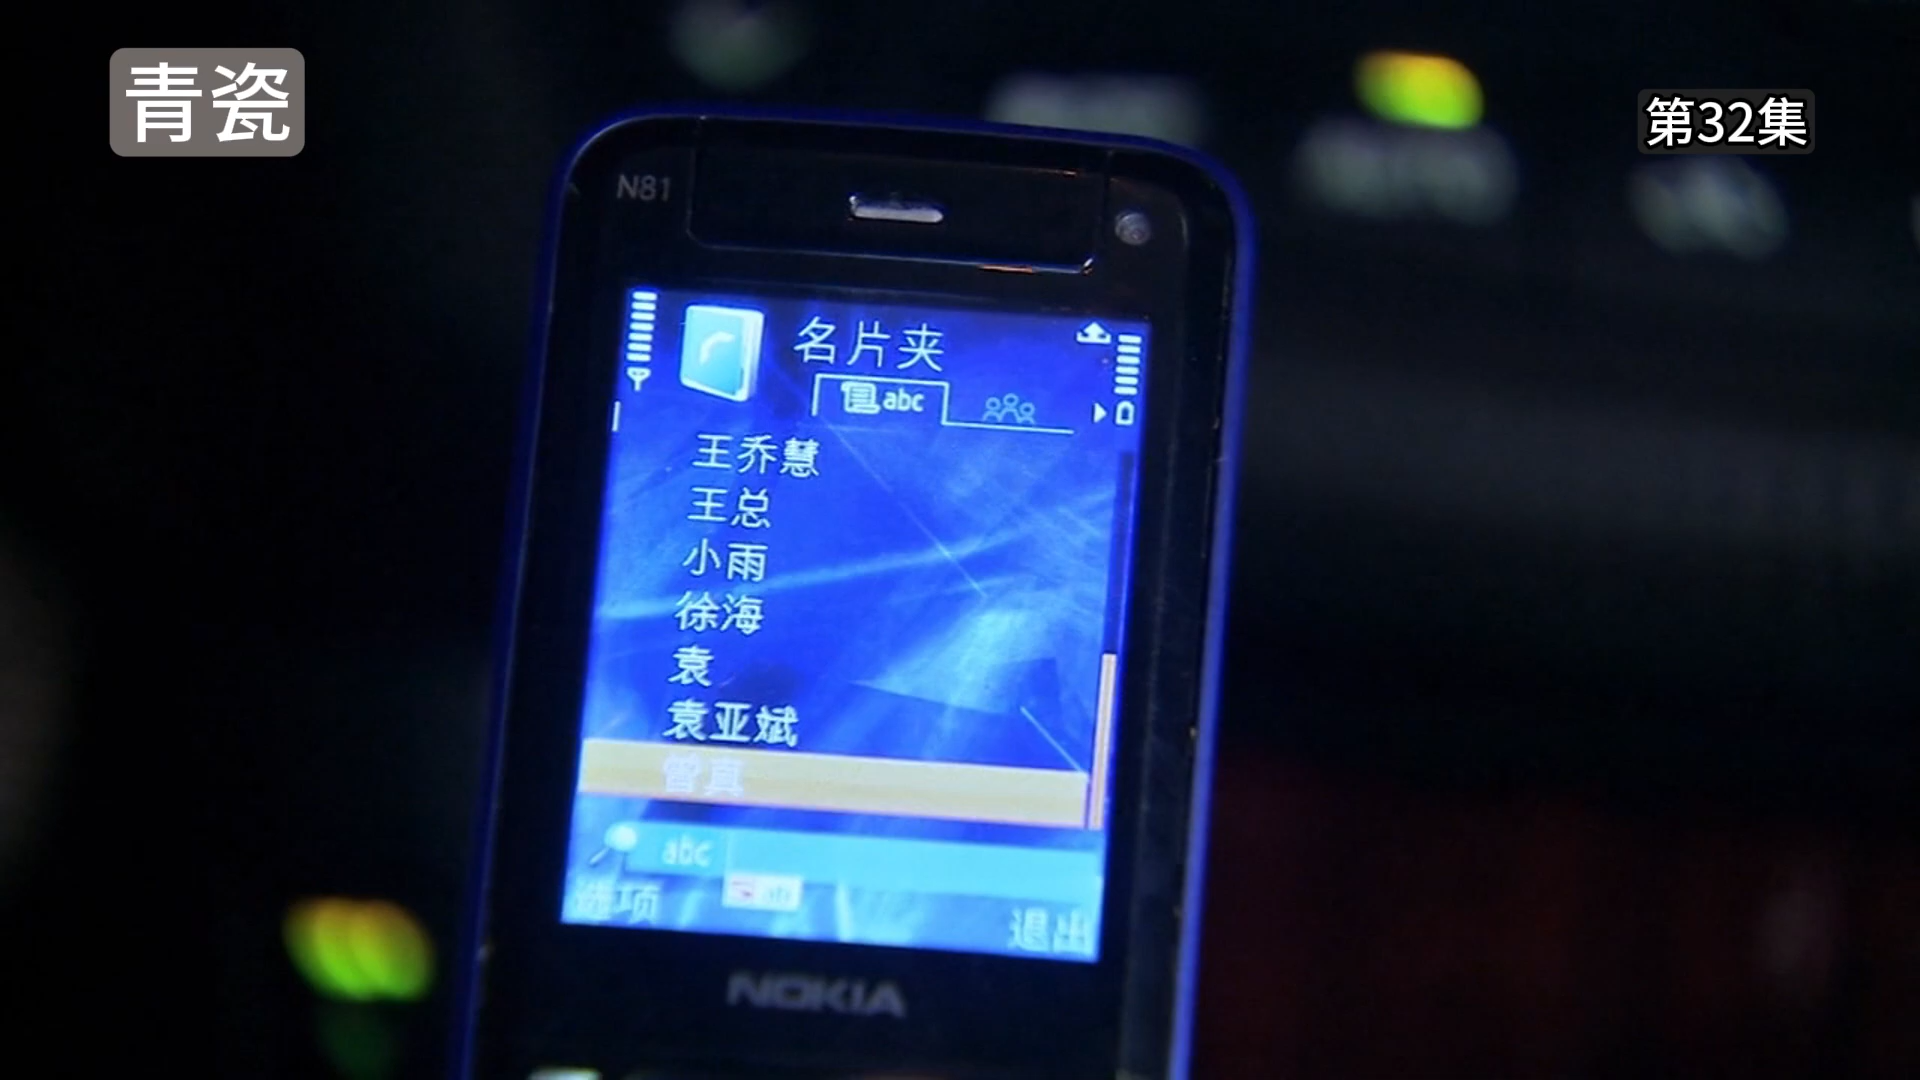 青瓷
第32集
N81
名片夹
abc
王乔慧
王总
小雨
徐海
袁
袁亚斌
曾真
abc
选项
退出
NOKIA